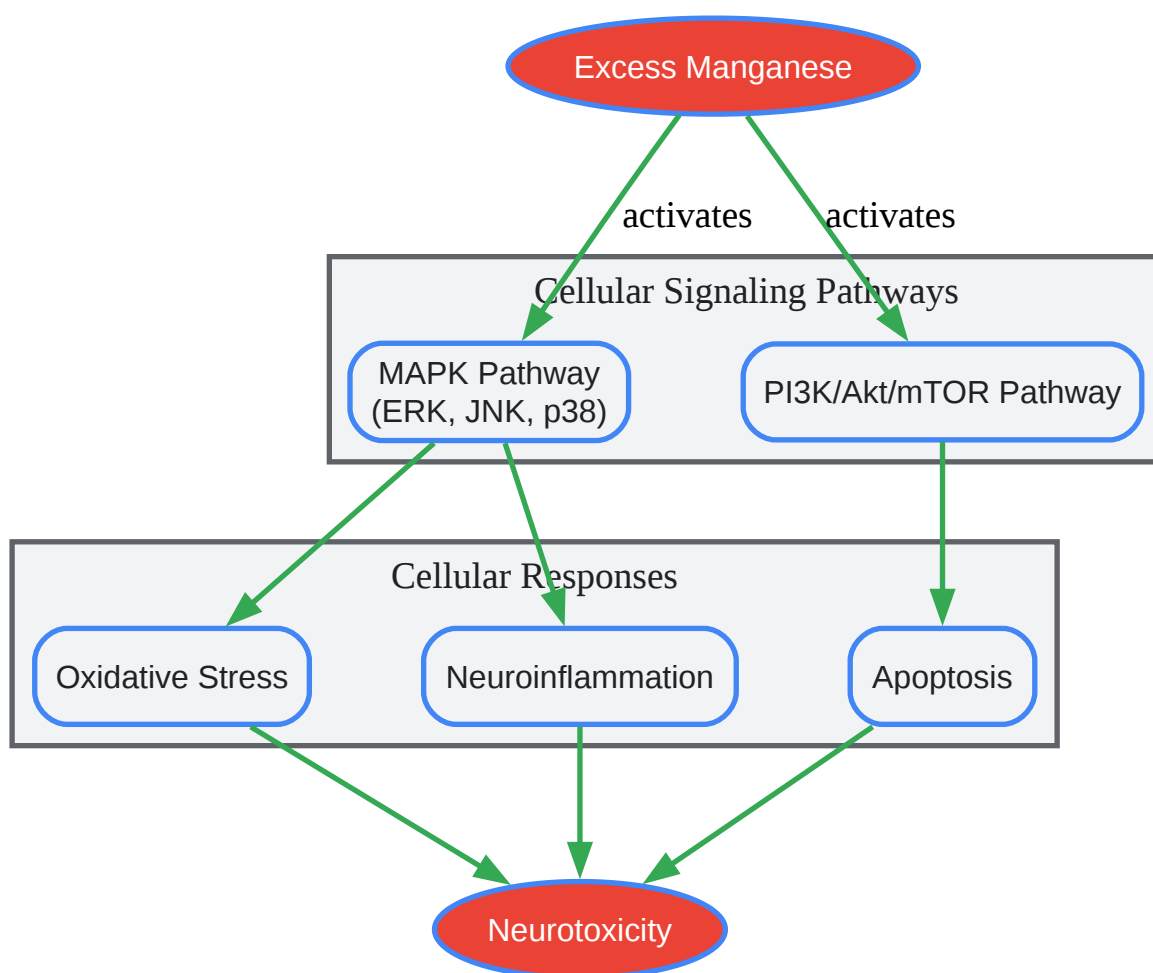 Excess Manganese
activates
activates
Cellular Signaling Pathways
MAPK Pathway
(ERK, JNK, p38)
PI3K/Akt/mTOR Pathway
Cellular Responses
Oxidative Stress
Neuroinflammation
Apoptosis
Neurotoxicity